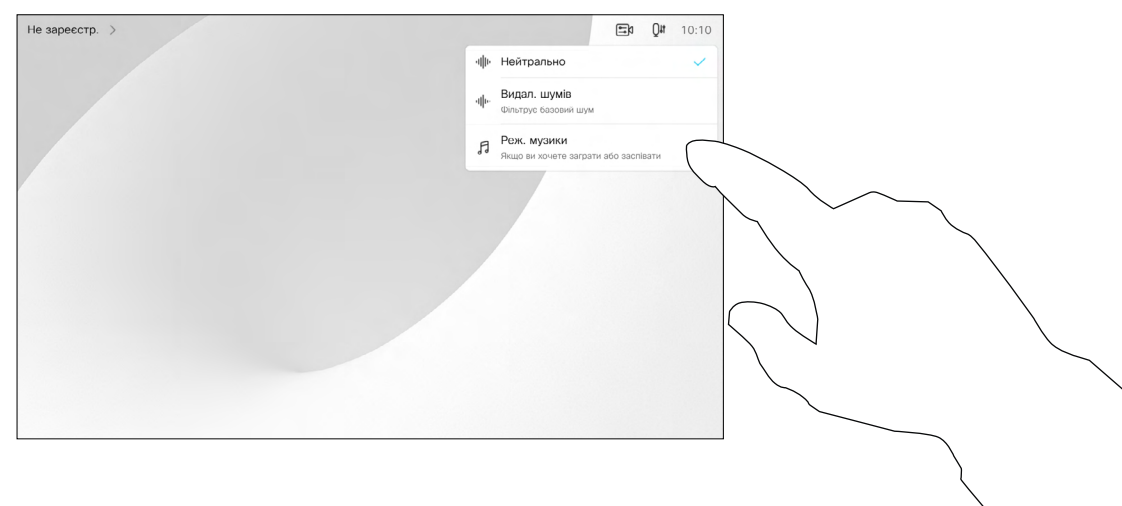 Не зареєстр.
10:10
Нейтрально
Видал. шумів
Фільтрує базовий шум
Реж. музики
Якщо ви хочете заграти або заспівати